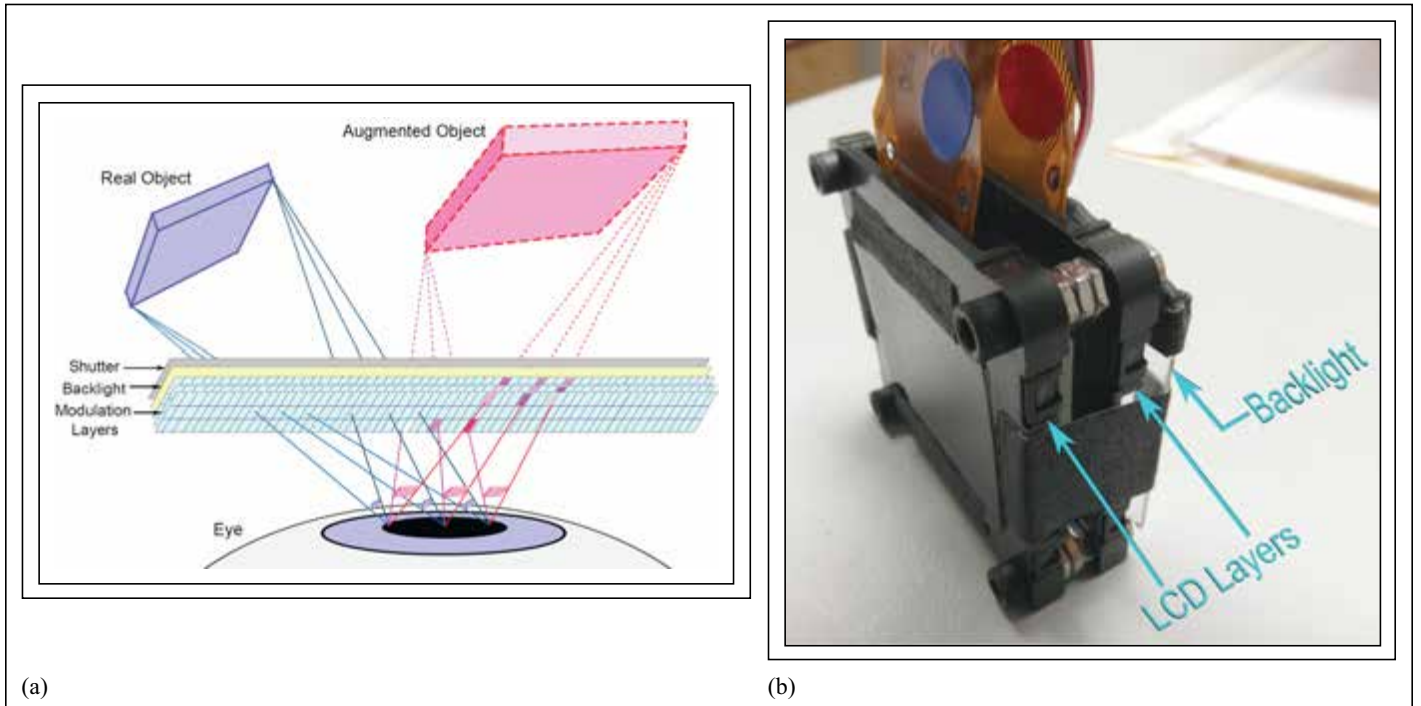 Real Object
Augmented Object
Shutter
Backlight
Modulation
Layers
Eye
Backlight
LCD Layers
(a)
(b)